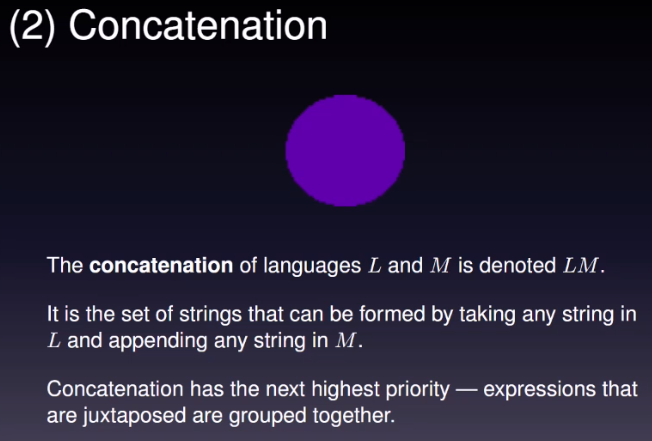 (2) Concatenation
The concatenation of languages L and M is denoted LM.
It is the set of strings that can be formed by taking any string in
L and appending any string in M.
Concatenation has the next highest priority — expressions that
are juxtaposed are grouped together.